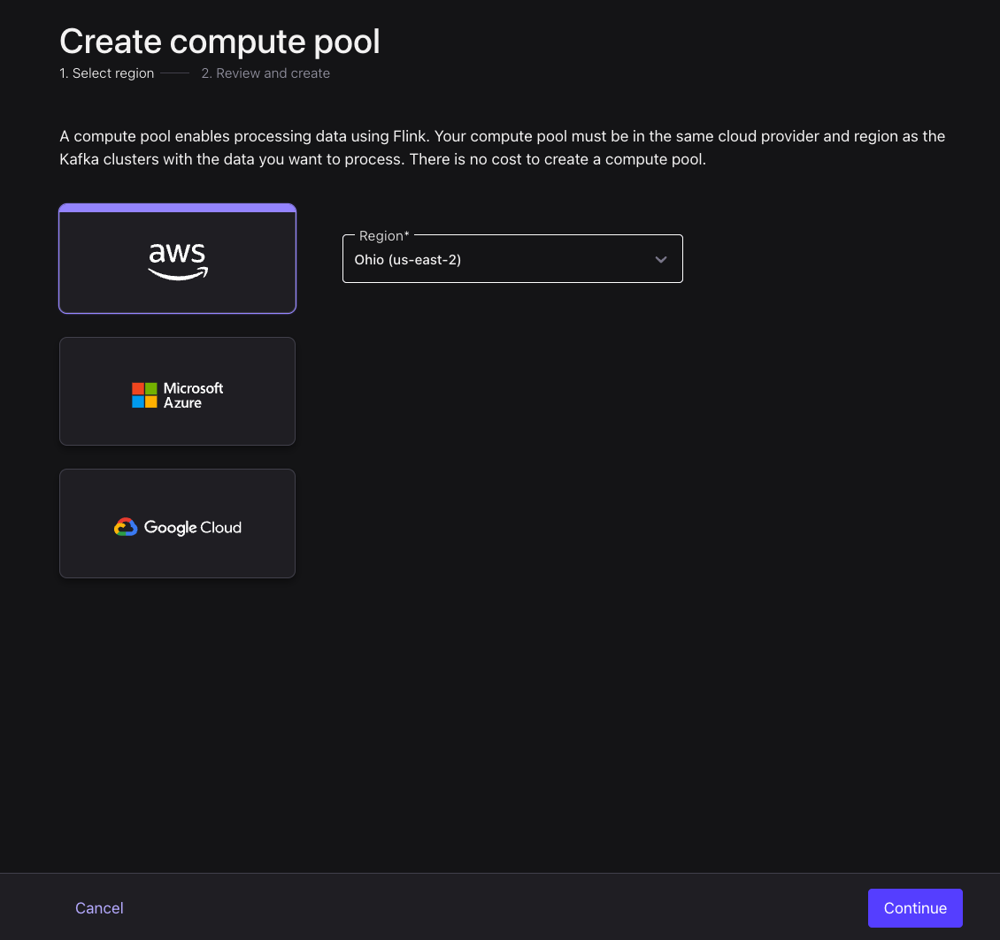 Create compute pool
1. Select region
2. Review and create
A compute pool enables processing data using Flink. Your compute pool must be in the same cloud provider and region as the
Kafka clusters with the data you want to process. There is no cost to create a compute pool.
aws
Region*
Ohio (us-east-2)
Microsoft
Azure
Google Cloud
Cancel
Continue